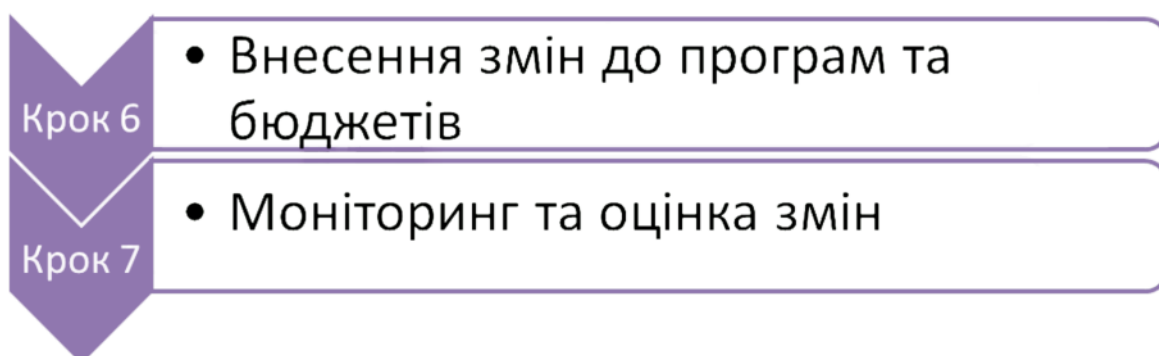 • Внесення змін до програм та
бюджетів
Крок 6
• Моніторинг та оцінка змін
Крок 7